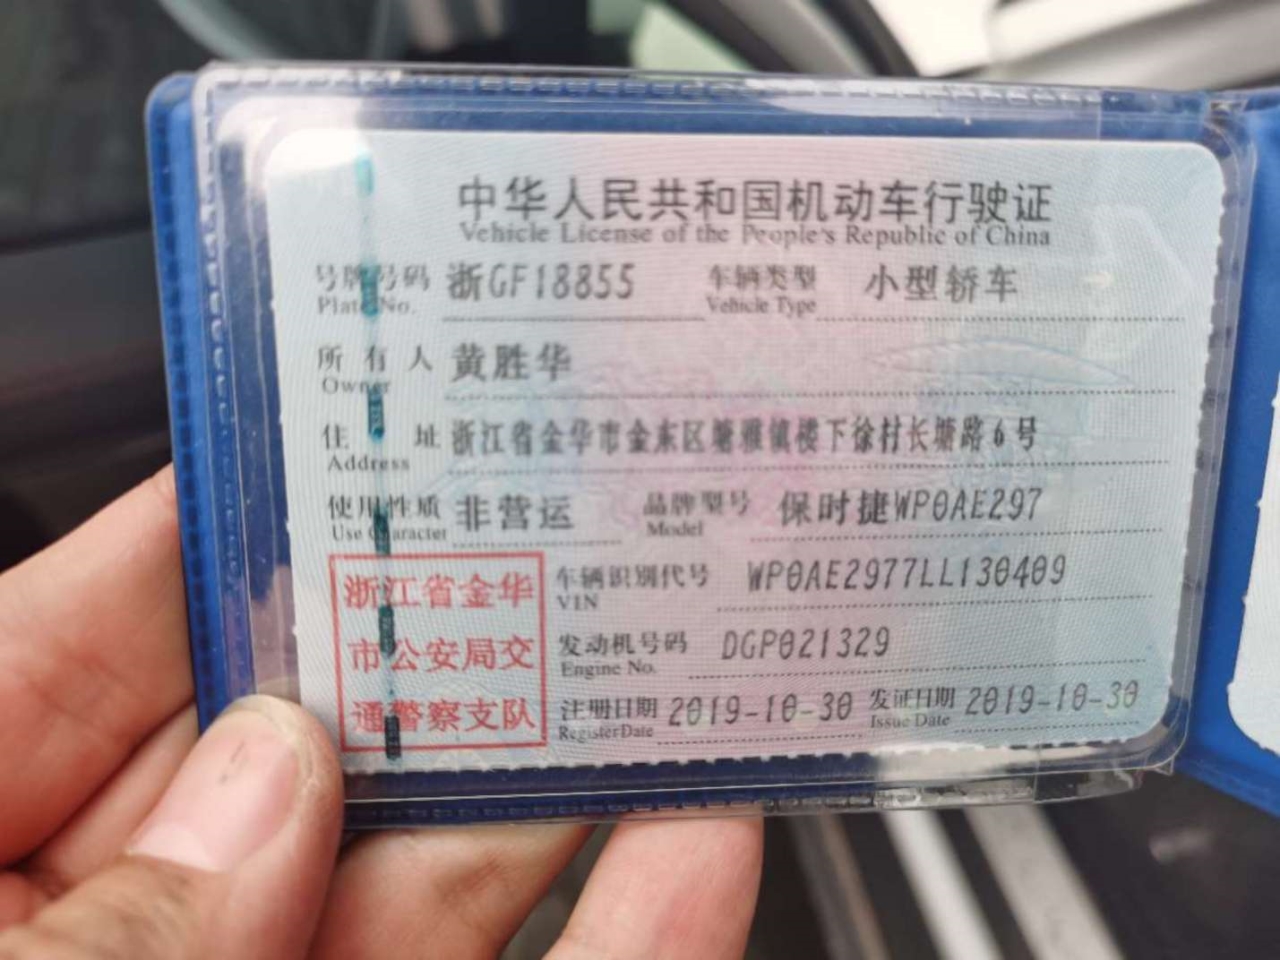 中华人民共和国机动车行驶证
Vehicle License of the People's Republic of China
号牌号码 浙GF18855 车辆类型 小型轿车
Plate No. Vehicle Type
所有人 黄胜华
Owner
住址 浙江省金华市金东区塘雅镇楼下徐村长塘路6号
Address
使用性质 非营运 品牌型号 保时捷WP0AE297
Use Character Model
车辆识别代号 WP0AE2977LL130409
VIN
发动机号码 DGP021329
Engine No.
注册日期 2019-10-30 发证日期 2019-10-30
Register Date Issue Date
浙江省金华
市公安局交
通警察支队